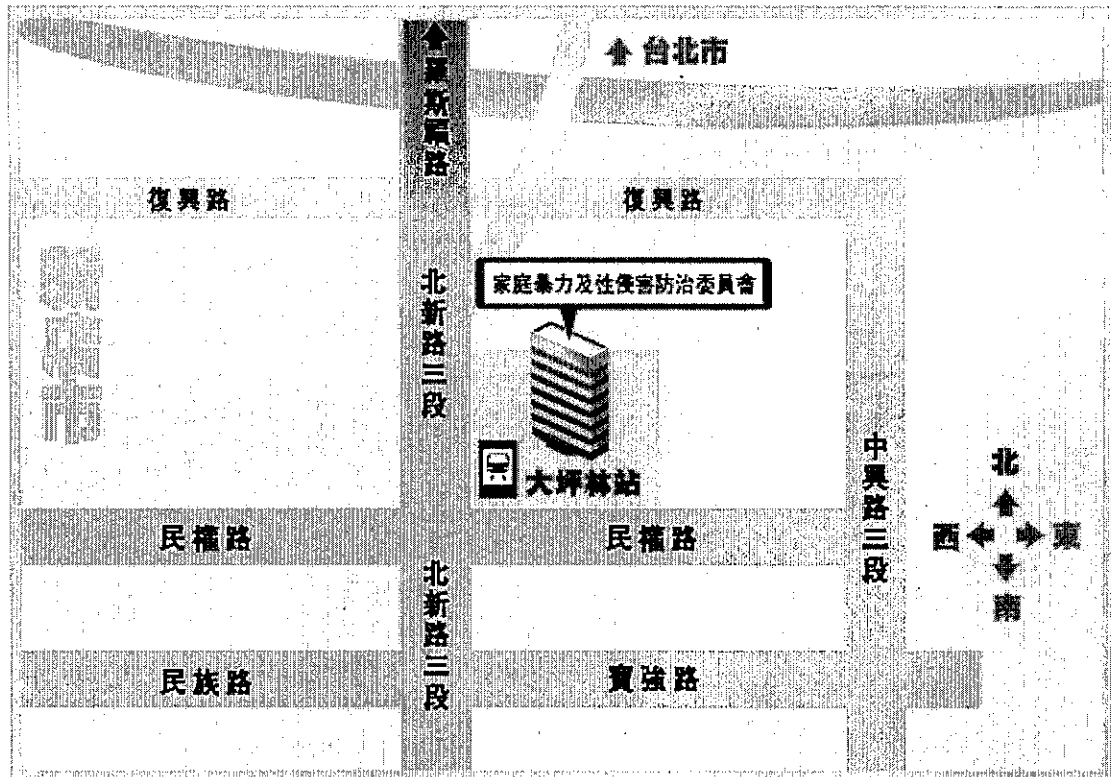 台北市
羅斯福路
復興路
復興路
家庭暴力及性侵害防治委員會
北新路三段
大坪林站
中興路三段
北
西
東
南
民權路
民權路
北新路三段
民族路
寶強路